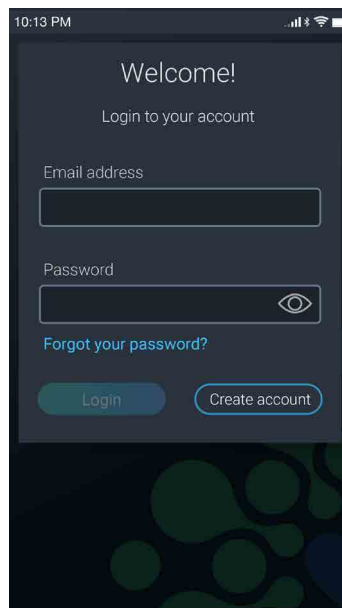 10:13 PM
Welcome!
Login to your account
Email address
Password
Forgot your password?
Login
Create account